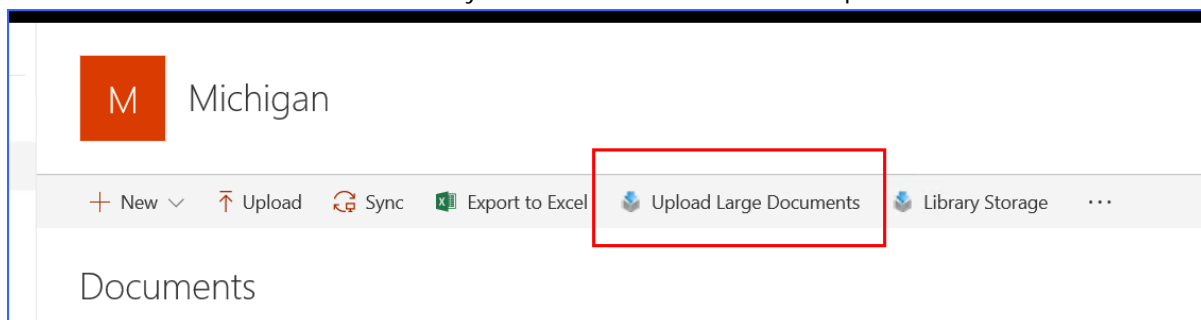 M Michigan
New Upload Sync Export to Excel Upload Large Documents Library Storage ...
Documents